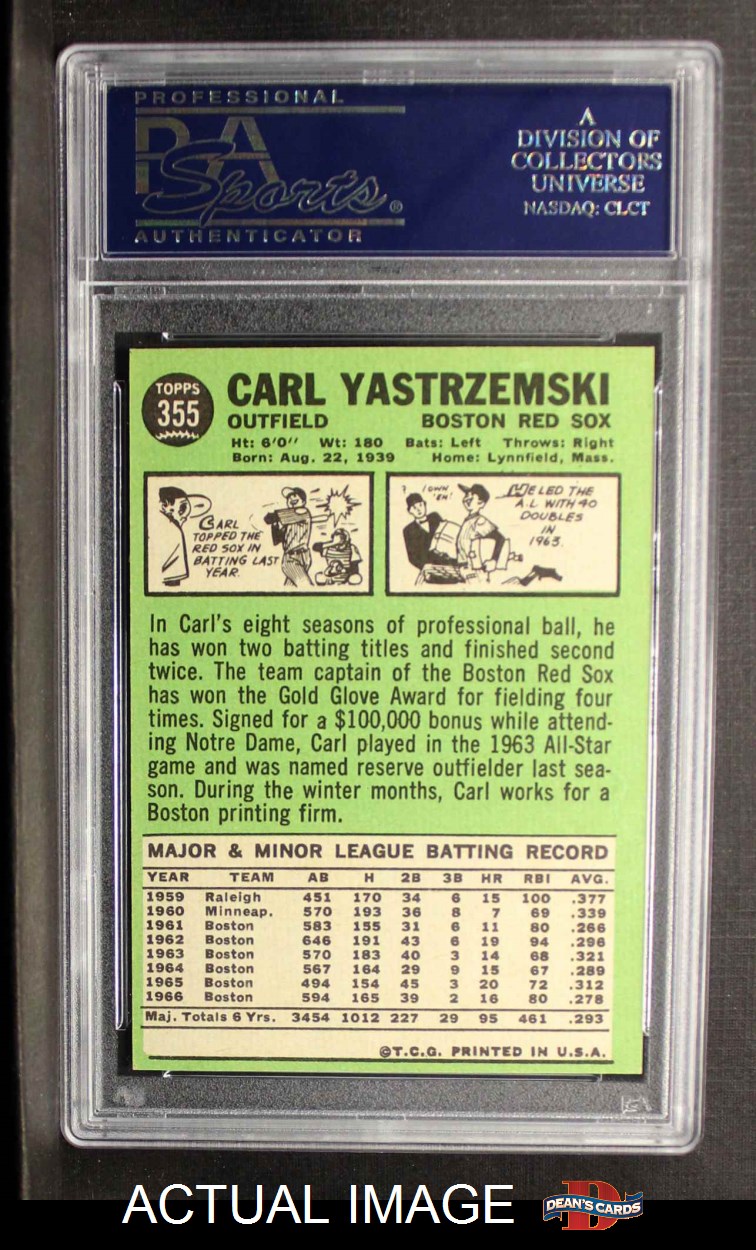 PROFESSIONAL
PSA
Sports®
AUTHENTICATOR
A
DIVISION OF
COLLECTORS
UNIVERSE
NASDAQ: CLCT
TOPPS
355
CARL YASTRZEMSKI
OUTFIELD BOSTON RED SOX
Ht: 6'0" Wt: 180 Bats: Left Throws: Right
Born: Aug. 22, 1939 Home: Lynnfield, Mass.
CARL
TOPPED THE
RED SOX IN
BATTING LAST
YEAR.
? I OWN
'EM!
HE LED THE
A.L. WITH 40
DOUBLES
IN
1963.
In Carl's eight seasons of professional ball, he
has won two batting titles and finished second
twice. The team captain of the Boston Red Sox
has won the Gold Glove Award for fielding four
times. Signed for a $100,000 bonus while attend-
ing Notre Dame, Carl played in the 1963 All-Star
game and was named reserve outfielder last sea-
son. During the winter months, Carl works for a
Boston printing firm.
MAJOR & MINOR LEAGUE BATTING RECORD
YEAR TEAM AB H 2B 3B HR RBI AVG.
1959 Raleigh 451 170 34 6 15 100 .377
1960 Minneap. 570 193 36 8 7 69 .339
1961 Boston 583 155 31 6 11 80 .266
1962 Boston 646 191 43 6 19 94 .296
1963 Boston 570 183 40 3 14 68 .321
1964 Boston 567 164 29 9 15 67 .289
1965 Boston 494 154 45 3 20 72 .312
1966 Boston 594 165 39 2 16 80 .278
Maj. Totals 6 Yrs. 3454 1012 227 29 95 461 .293
©T.C.G. PRINTED IN U.S.A.
ACTUAL IMAGE
D
DEAN'S CARDS